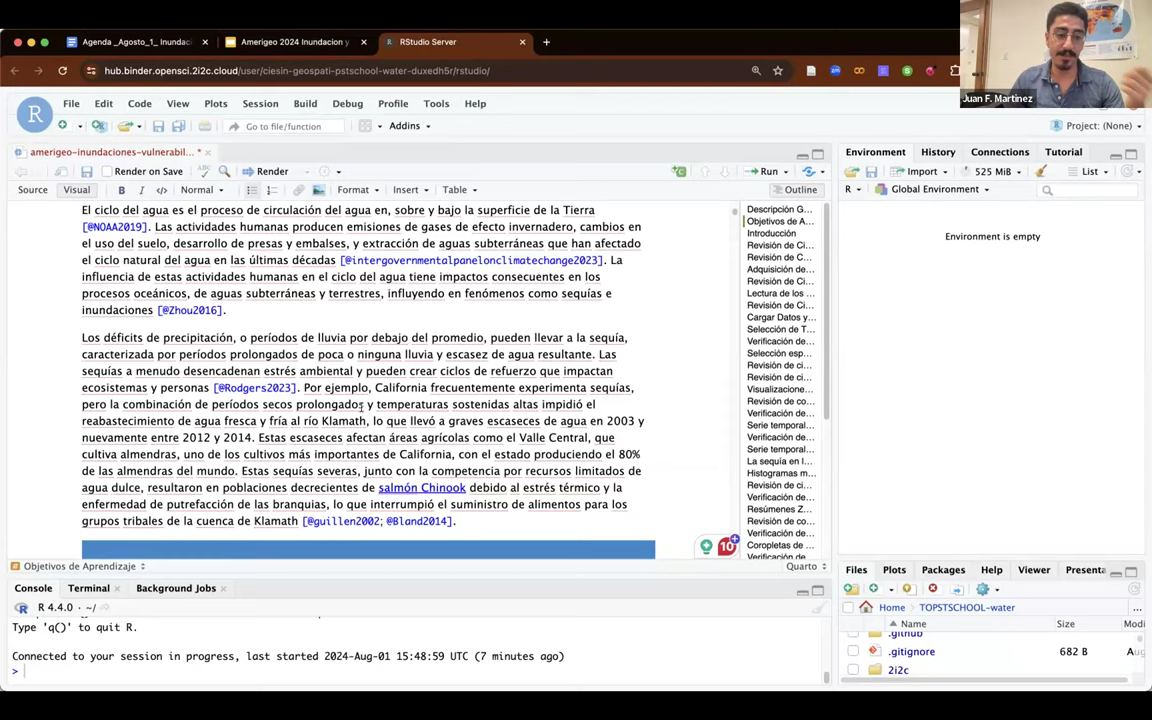 Agenda _Agosto_1_ Inundaci
Amerigeo 2024 Inundacion y
RStudio Server
hub.binder.opensci.2i2c.cloud/user/ciesin-geospati-pstschool-water-duxedh5r/rstudio/
Juan F. Martinez
File Edit Code View Plots Session Build Debug Profile Tools Help
Go to file/function
Addins
Project: (None)
amerigeo-inundaciones-vulnerabil... *
Render on Save
Render
Run
Source Visual
Normal
Format Insert Table
Outline
El ciclo del agua es el proceso de circulación del agua en, sobre y bajo la superficie de la Tierra
[@NOAA2019]. Las actividades humanas producen emisiones de gases de efecto invernadero, cambios en
el uso del suelo, desarrollo de presas y embalses, y extracción de aguas subterráneas que han afectado
el ciclo natural del agua en las últimas décadas [@intergovernmentalpanelonclimatechange2023]. La
influencia de estas actividades humanas en el ciclo del agua tiene impactos consecuentes en los
procesos oceánicos, de aguas subterráneas y terrestres, influyendo en fenómenos como sequías e
inundaciones [@Zhou2016].
Los déficits de precipitación, o períodos de lluvia por debajo del promedio, pueden llevar a la sequía,
caracterizada por períodos prolongados de poca o ninguna lluvia y escasez de agua resultante. Las
sequías a menudo desencadenan estrés ambiental y pueden crear ciclos de refuerzo que impactan
ecosistemas y personas [@Rodgers2023]. Por ejemplo, California frecuentemente experimenta sequías,
pero la combinación de períodos secos prolongados y temperaturas sostenidas altas impidió el
reabastecimiento de agua fresca y fría al río Klamath, lo que llevó a graves escaseces de agua en 2003 y
nuevamente entre 2012 y 2014. Estas escaseces afectan áreas agrícolas como el Valle Central, que
cultiva almendras, uno de los cultivos más importantes de California, con el estado produciendo el 80%
de las almendras del mundo. Estas sequías severas, junto con la competencia por recursos limitados de
agua dulce, resultaron en poblaciones decrecientes de salmón Chinook debido al estrés térmico y la
enfermedad de putrefacción de las branquias, lo que interrumpió el suministro de alimentos para los
grupos tribales de la cuenca de Klamath [@guillen2002; @Bland2014].
10
Objetivos de Aprendizaje
Quarto
Descripción G...
Objetivos de A...
Introducción
Revisión de Ci...
Revisión de C...
Adquisición de...
Revisión de Ci...
Lectura de los ...
Revisión de Ci...
Cargar Datos y...
Selección de T...
Verificación de...
Selección esp...
Revisión de ci...
Revisión de ci...
Visualizacione...
Revisión de co...
Verificación de...
Serie temporal...
Verificación de...
Serie temporal...
La sequía en l...
Histogramas m...
Revisión de ci...
Verificación de...
Resúmenes Z...
Revisión de co...
Verificación de...
Coropletas de ...
Verificación de...
Console Terminal Background Jobs
R 4.4.0 · ~/
Type 'q()' to quit R.
Connected to your session in progress, last started 2024-Aug-01 15:48:59 UTC (7 minutes ago)
>
Environment History Connections Tutorial
Import
525 MiB
List
R
Global Environment
Environment is empty
Files Plots Packages Help Viewer Presenta
Home TOPSTSCHOOL-water
...
Name Size Modi
.github
.gitignore 682 B Aug
2i2c